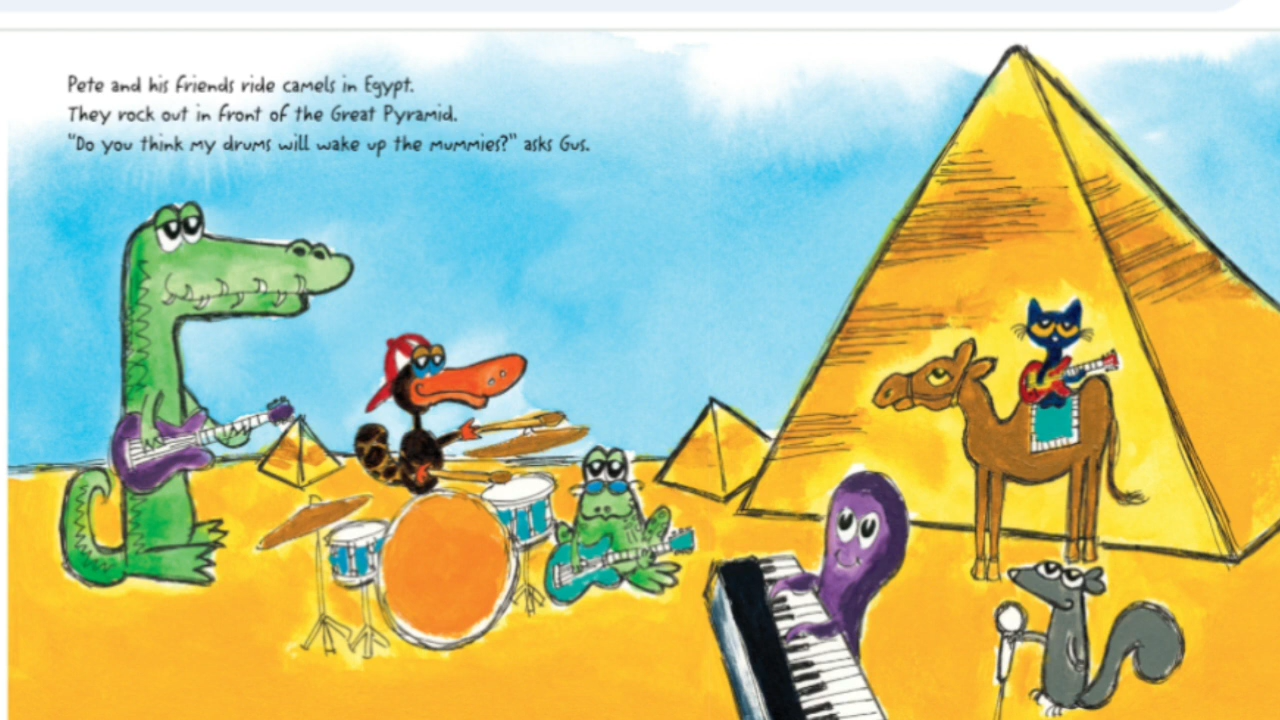 Pete and his friends ride camels in Egypt.
They rock out in front of the Great Pyramid.
"Do you think my drums will wake up the mummies?" asks Gus.